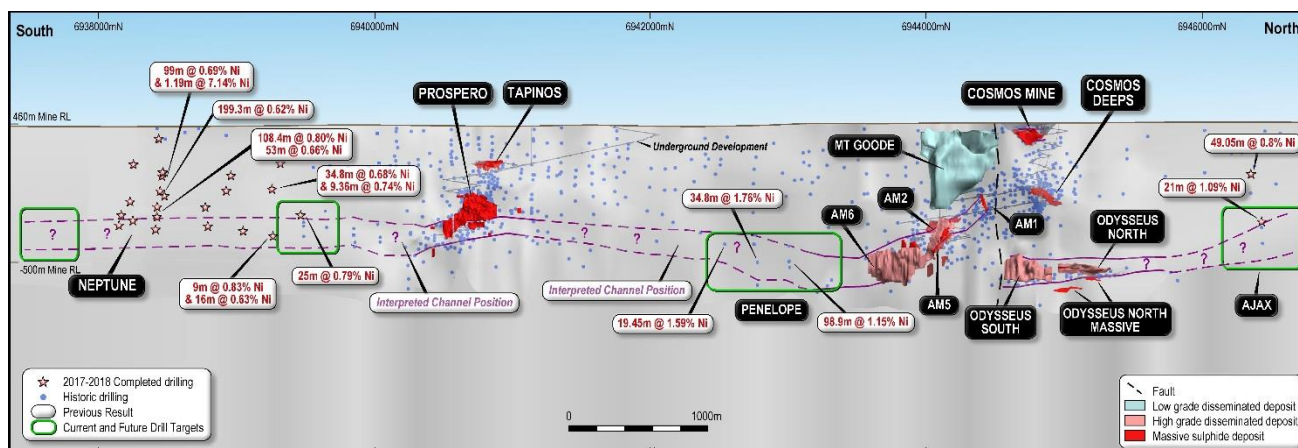 6938000mN
6940000mN
6942000mN
6944000mN
6946000mN
South
North
99m @ 0.69% Ni
& 1.19m @ 7.14% Ni
199.3m @ 0.62% Ni
108.4m @ 0.80% Ni
53m @ 0.66% Ni
34.8m @ 0.68% Ni
& 9.36m @ 0.74% Ni
PROSPERO
TAPINOS
COSMOS MINE
COSMOS
DEEPS
460m Mine RL
Underground Development
MT GOODE
49.05m @ 0.8% Ni
21m @ 1.09% Ni
34.8m @ 1.76% Ni
AM2
AM6
AM1
ODYSSEUS
NORTH
?
?
?
?
?
?
?
?
?
-500m Mine RL
NEPTUNE
9m @ 0.83% Ni
& 16m @ 0.63% Ni
25m @ 0.79% Ni
Interpreted Channel Position
Interpreted Channel Position
19.45m @ 1.59% Ni
PENELOPE
98.9m @ 1.15% Ni
AM5
ODYSSEUS
SOUTH
ODYSSEUS NORTH
MASSIVE
AJAX
2017-2018 Completed drilling
Historic drilling
Previous Result
Current and Future Drill Targets
0
1000m
Fault
Low grade disseminated deposit
High grade disseminated deposit
Massive sulphide deposit